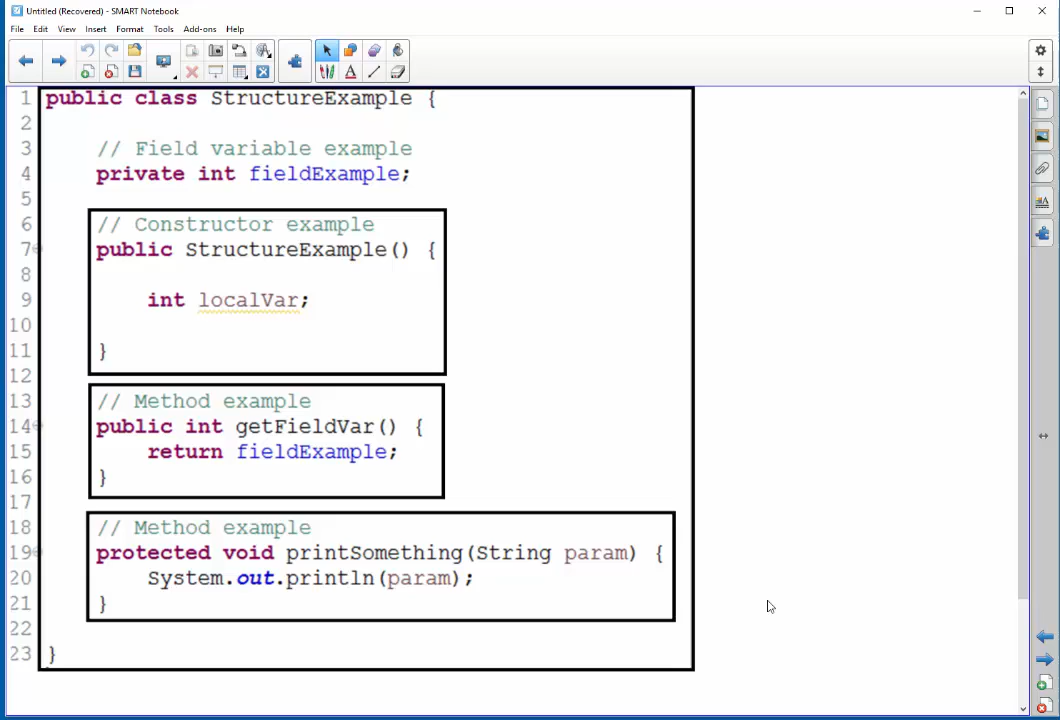 Untitled (Recovered) - SMART Notebook
File Edit View Insert Format Tools Add-ons Help
1 public class StructureExample {
2
3 // Field variable example
4 private int fieldExample;
5
6 // Constructor example
7 public StructureExample() {
8
9 int localVar;
10
11 }
12
13 // Method example
14 public int getFieldVar() {
15 return fieldExample;
16 }
17
18 // Method example
19 protected void printSomething(String param) {
20 System.out.println(param);
21 }
22
23 }